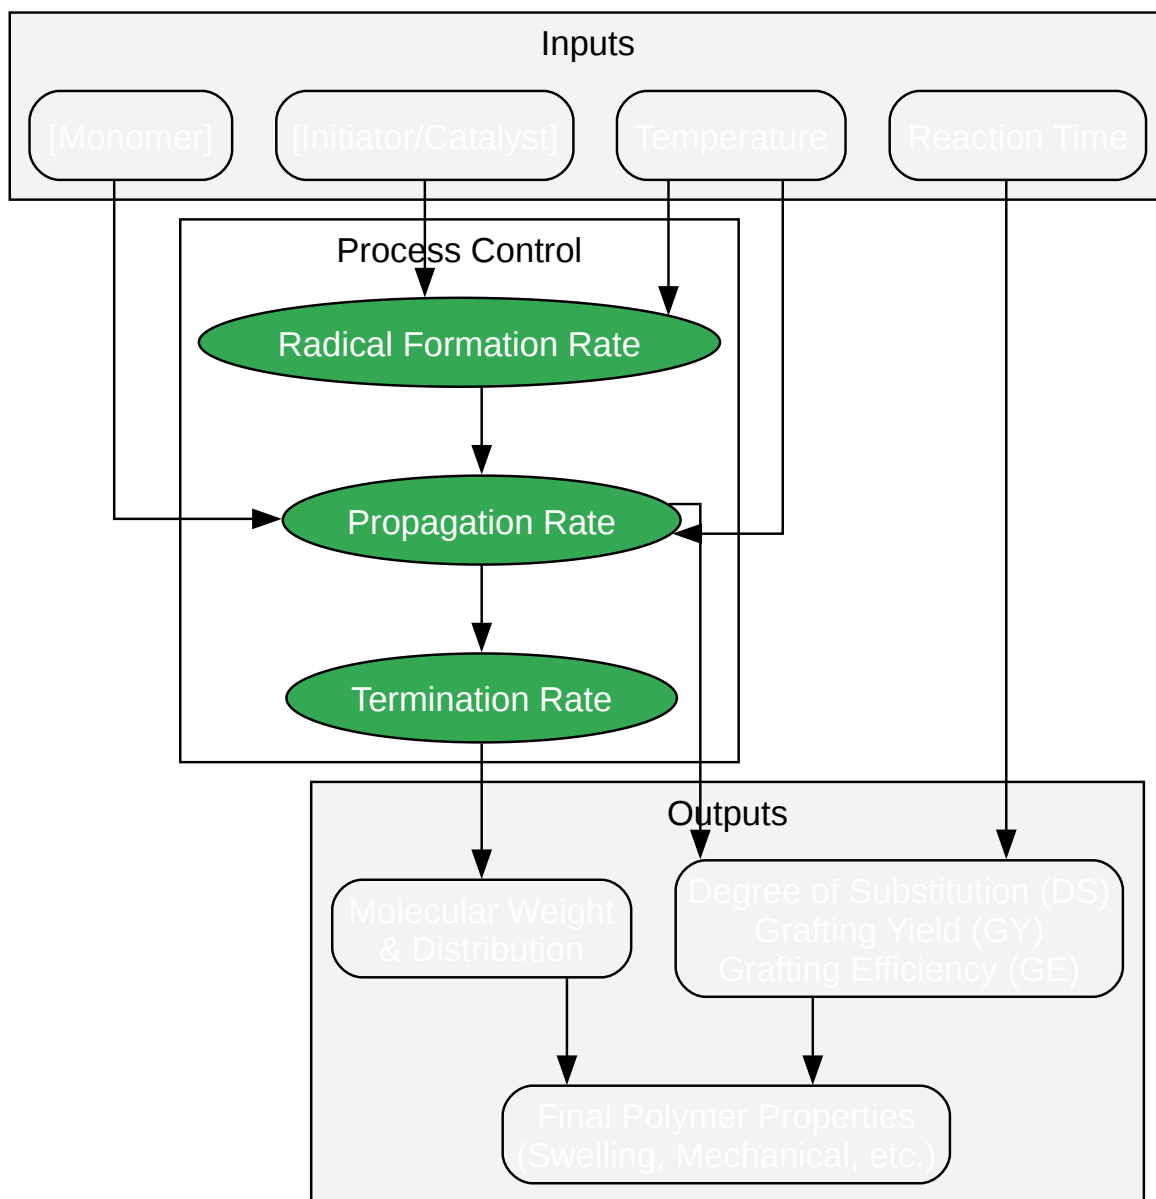 Inputs
[Monomer]
[Initiator/Catalyst]
Temperature
Reaction Time
Process Control
Radical Formation Rate
Propagation Rate
Termination Rate
Outputs
Molecular Weight
& Distribution
Degree of Substitution (DS)
Grafting Yield (GY)
Grafting Efficiency (GE)
Final Polymer Properties
(Swelling, Mechanical, etc.)